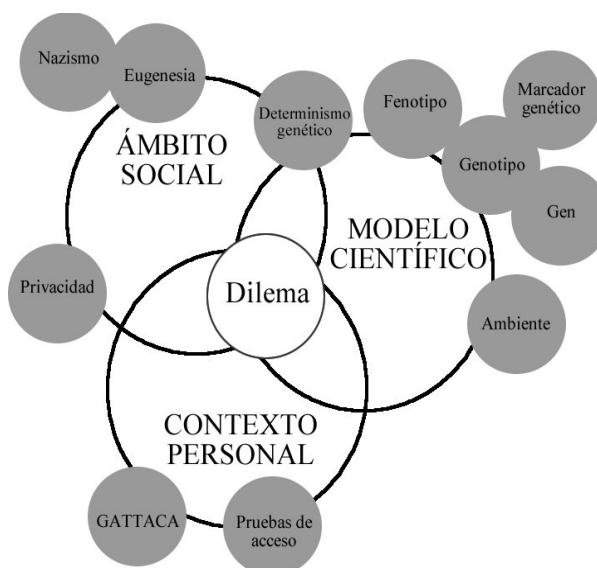 Nazismo
Eugenesia
Determinismo
genético
Fenotipo
Marcador
genético
Genotipo
Gen
ÁMBITO
SOCIAL
MODELO
CIENTÍFICO
Privacidad
Dilema
Ambiente
CONTEXTO
PERSONAL
GATTACA
Pruebas de
acceso